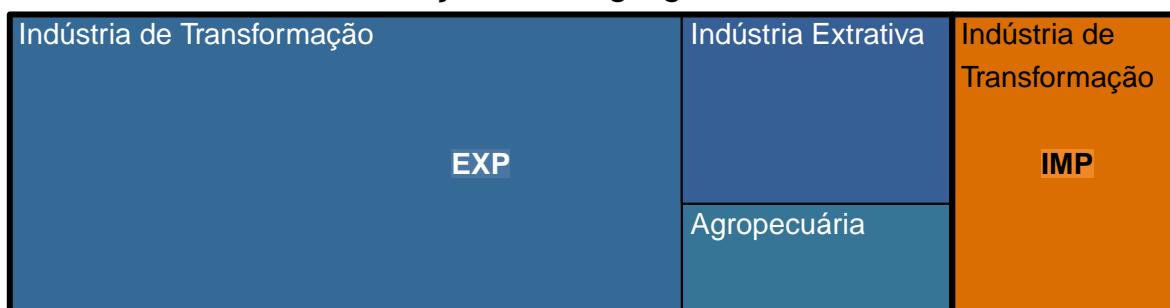 Indústria de Transformação
EXP
Indústria Extrativa
Agropecuária
Indústria de
Transformação
IMP